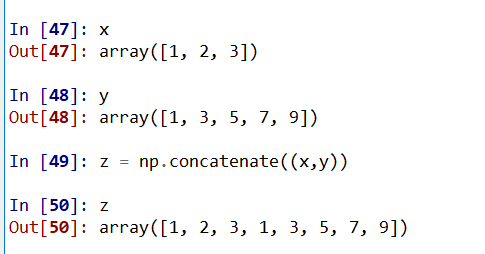 In [47]: x
Out[47]: array([1, 2, 3])
In [48]: y
Out[48]: array([1, 3, 5, 7, 9])
In [49]: z = np.concatenate((x,y))
In [50]: z
Out[50]: array([1, 2, 3, 1, 3, 5, 7, 9])